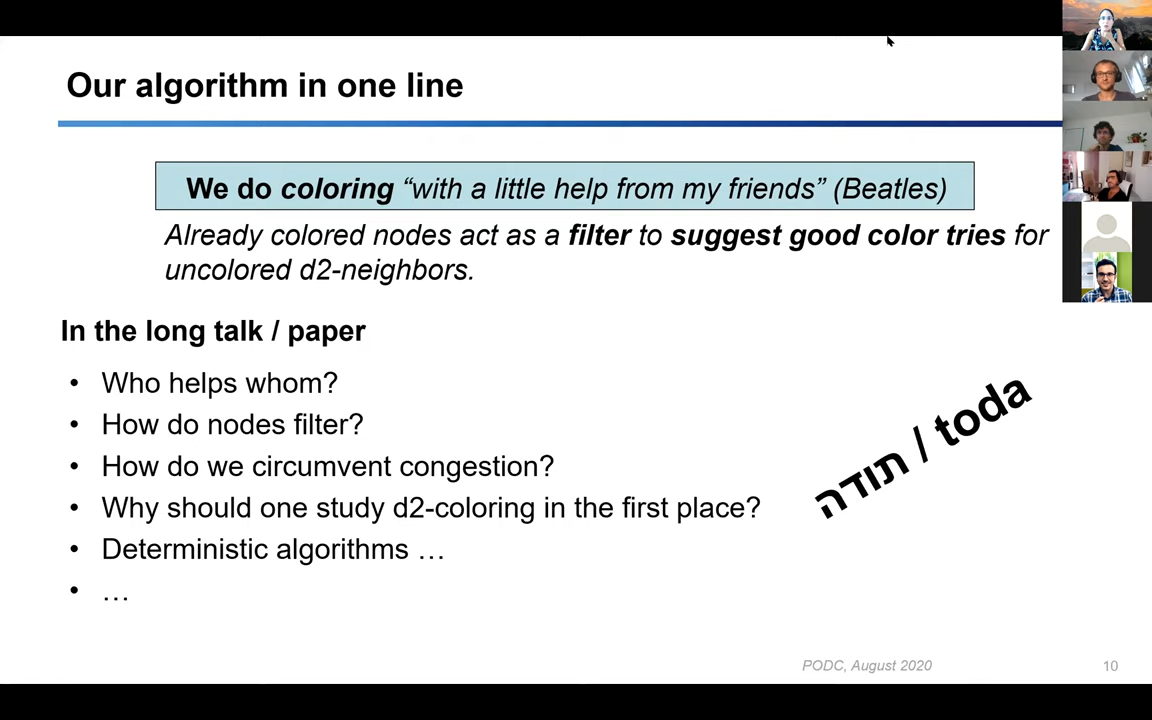 Our algorithm in one line
We do coloring “with a little help from my friends” (Beatles)
Already colored nodes act as a filter to suggest good color tries for
uncolored d2-neighbors.
In the long talk / paper
• Who helps whom?
• How do nodes filter?
• How do we circumvent congestion?
• Why should one study d2-coloring in the first place?
• Deterministic algorithms …
• …
תודה / toda
PODC, August 2020
10